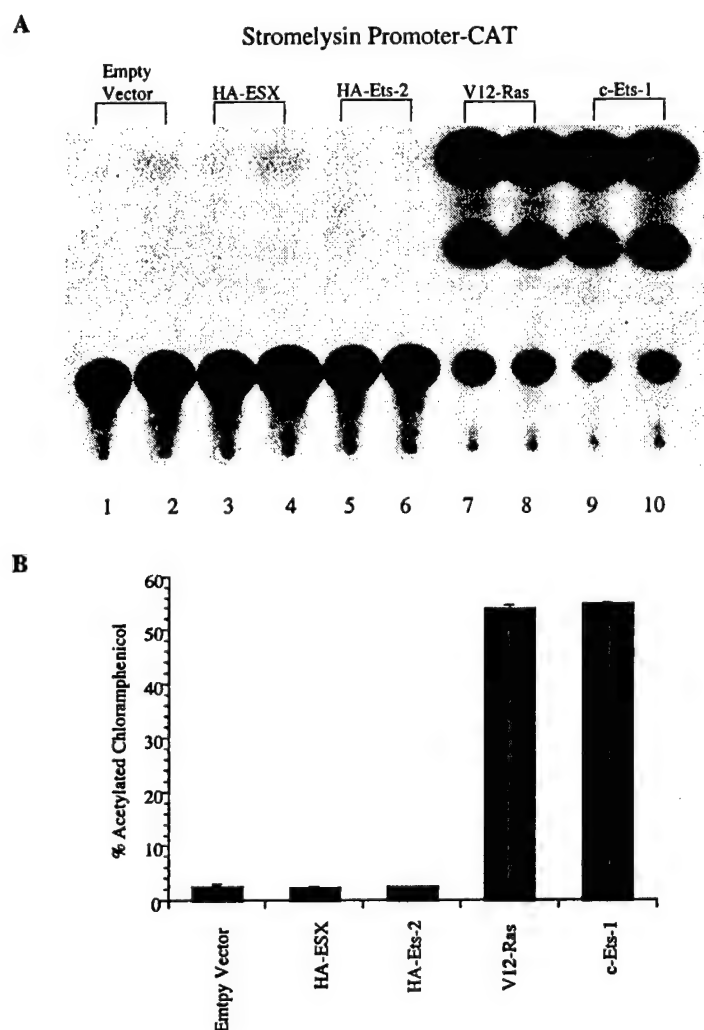 A
Stromelysin Promoter-CAT
Empty
Vector
HA-ESX
HA-Ets-2
V12-Ras
c-Ets-1
1 2 3 4 5 6 7 8 9 10
B
60
50
40
30
20
10
0
% Acetylated Chloramphenicol
Emtpy Vector
HA-ESX
HA-Ets-2
V12-Ras
c-Ets-1